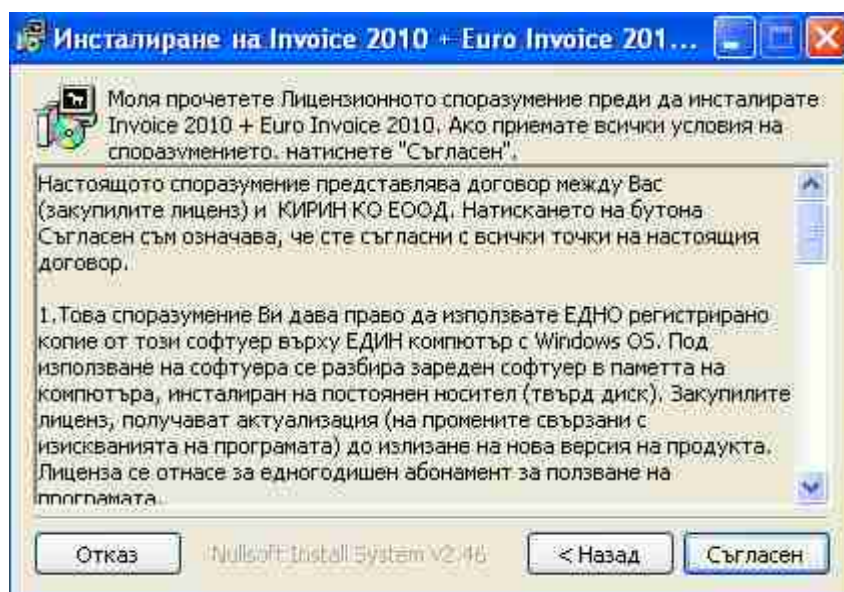 Инсталиране на Invoice 2010 + Euro Invoice 201...
Моля прочетете Лицензионното споразумение преди да инсталирате
Invoice 2010 + Euro Invoice 2010. Ако приемате всички условия на
споразумението, натиснете "Съгласен".
Настоящото споразумение представлява договор между Вас
(закупилите лиценз) и КИРИН КО ЕООД. Натискането на бутона
Съгласен съм означава, че сте съгласни с всички точки на настоящия
договор.
1.Това споразумение Ви дава право да използвате ЕДНО регистрирано
копие от този софтуер върху ЕДИН компютър с Windows OS. Под
използване на софтуера се разбира зареден софтуер в паметта на
компютъра, инсталиран на постоянен носител (твърд диск). Закупилите
лиценз, получават актуализация (на промените свързани с
изискванията на програмата) до излизане на нова версия на продукта.
Лиценза се отнасе за едногодишен абонамент за ползване на
програмата.
Отказ
Nullsoft Install System v2.46
< Назад
Съгласен